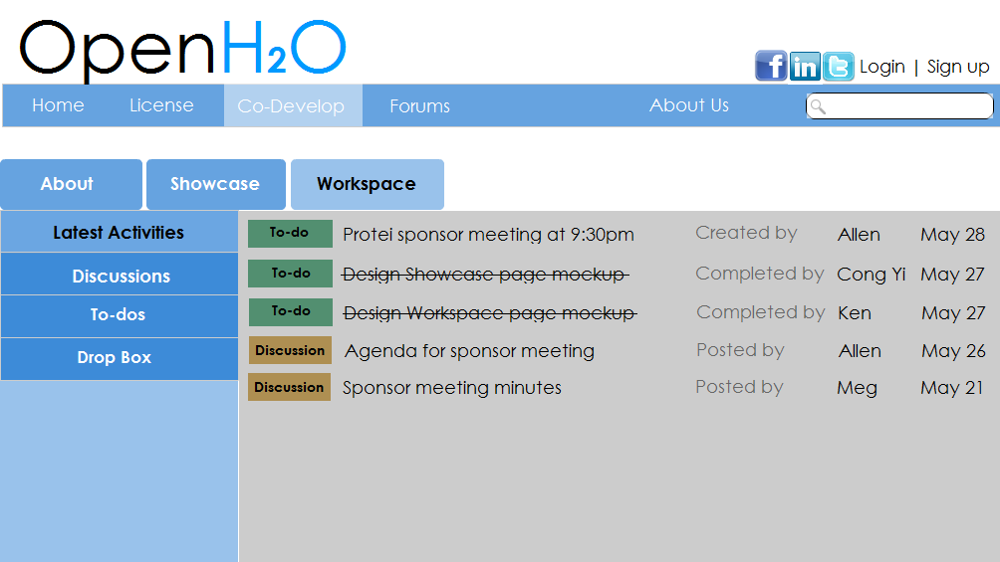 OpenH2O
f in t Login | Sign up
Home License Co-Develop Forums About Us
About Showcase Workspace
Latest Activities
Discussions
To-dos
Drop Box
To-do Protei sponsor meeting at 9:30pm Created by Allen May 28
To-do Design Showcase page mockup Completed by Cong Yi May 27
To-do Design Workspace page mockup Completed by Ken May 27
Discussion Agenda for sponsor meeting Posted by Allen May 26
Discussion Sponsor meeting minutes Posted by Meg May 21